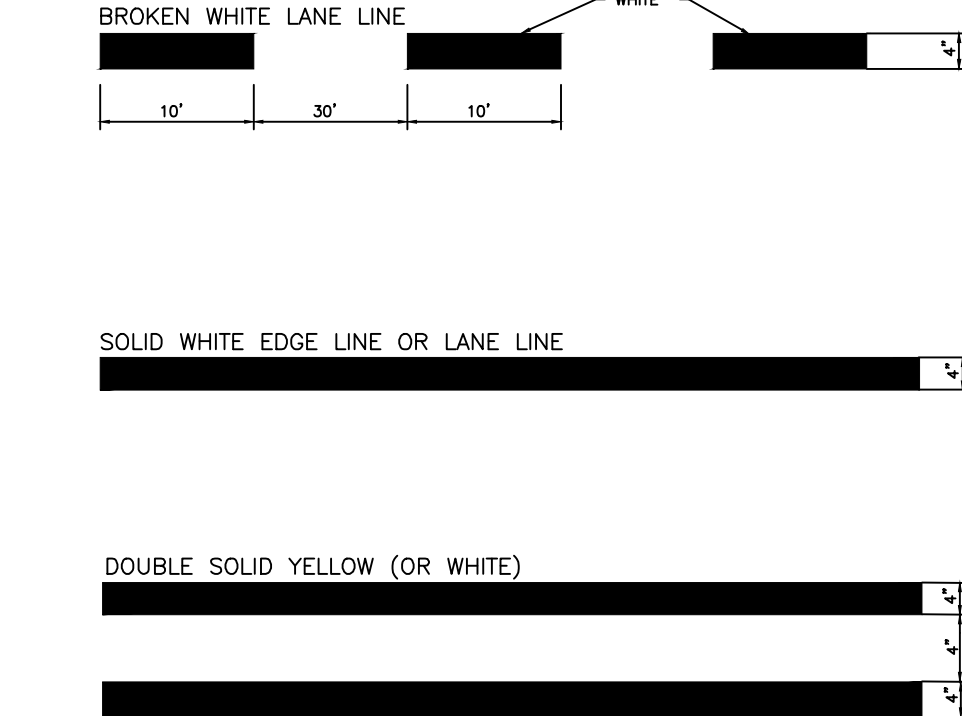 WHITE
BROKEN WHITE LANE LINE
4"
10' 30' 10'
SOLID WHITE EDGE LINE OR LANE LINE
4"
DOUBLE SOLID YELLOW (OR WHITE)
4"
4"
4"